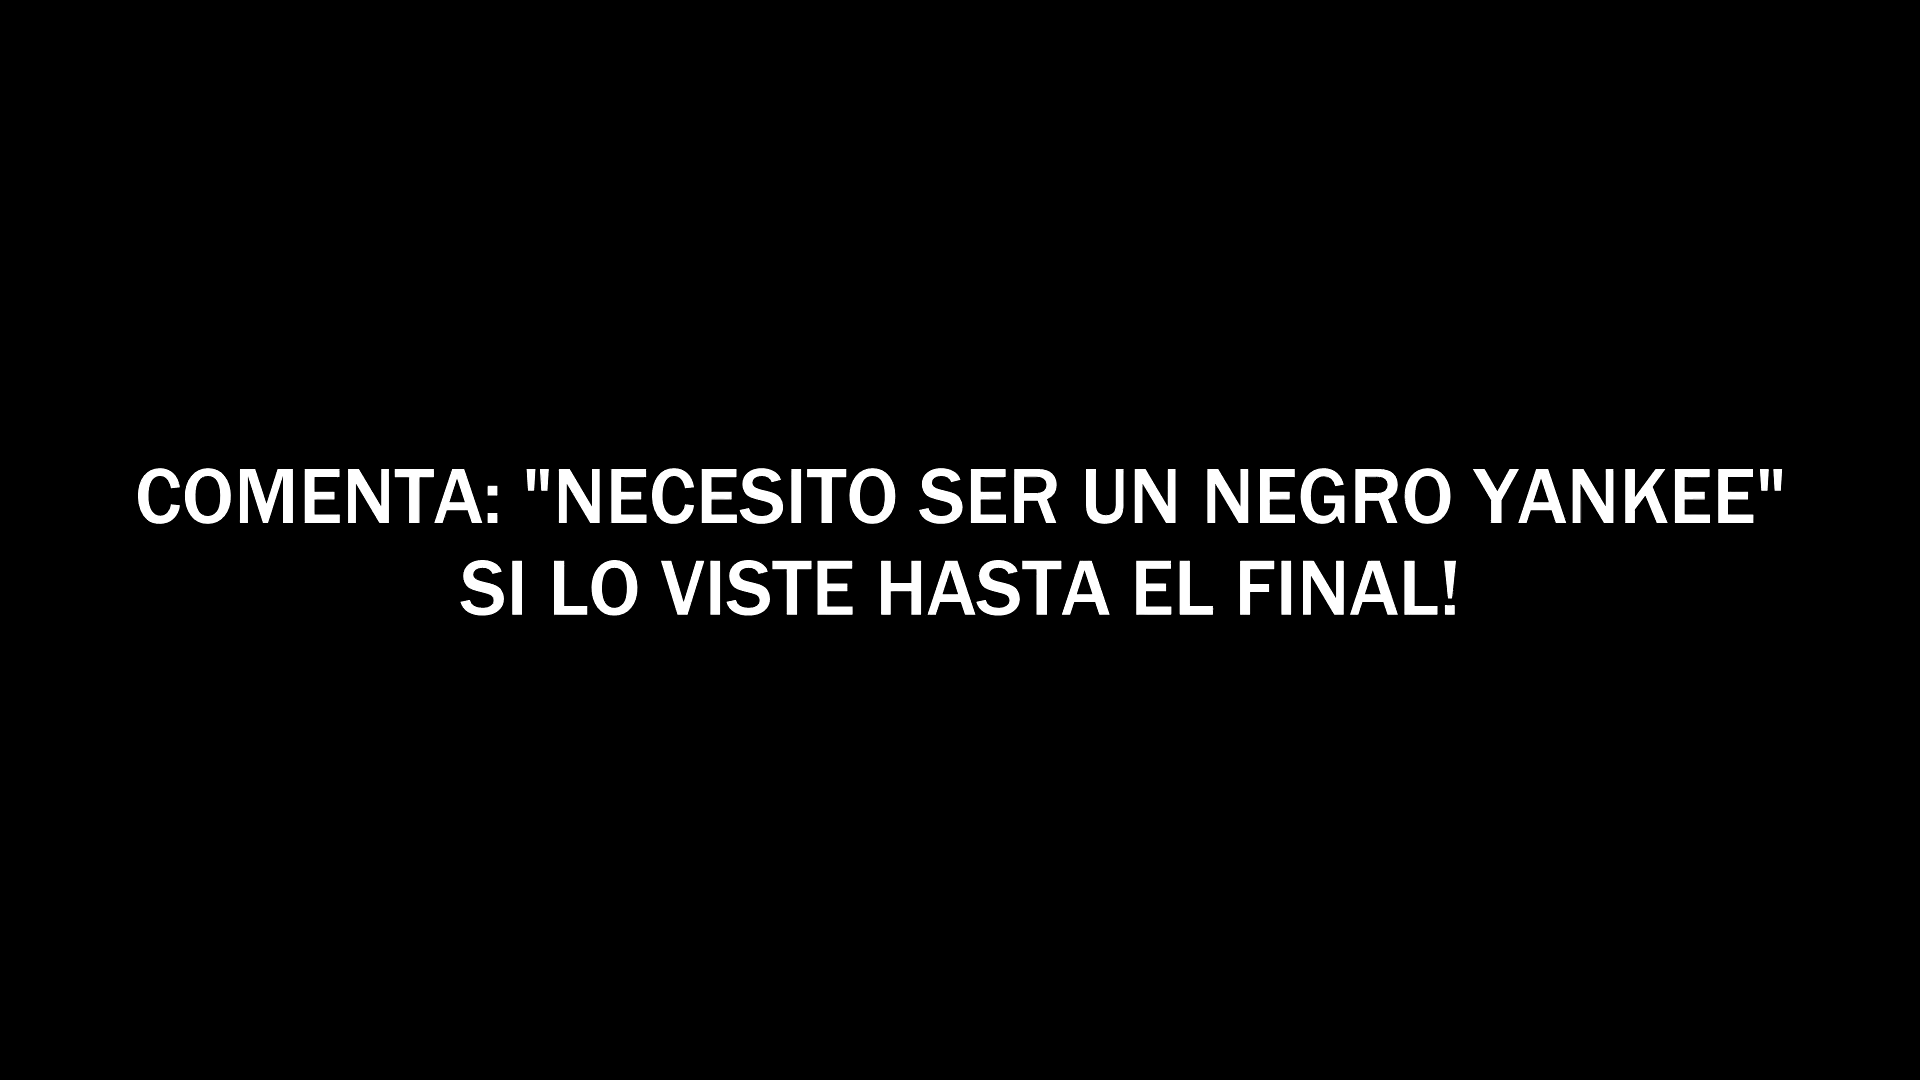 COMENTA: "NECESITO SER UN NEGRO YANKEE"
SI LO VISTE HASTA EL FINAL!